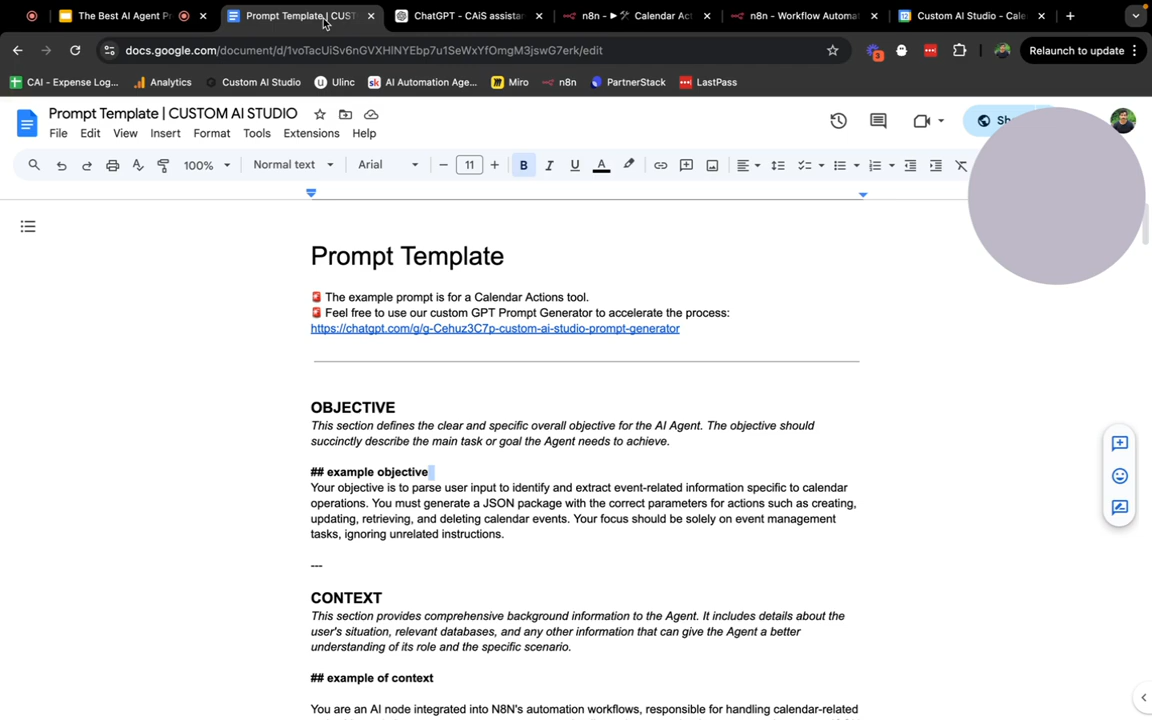 The Best AI Agent P
Prompt Template | CUST
ChatGPT - CAiS assistan
n8n - ▶ 🛠 Calendar Act
n8n - Workflow Automat
Custom AI Studio - Cale
docs.google.com/document/d/1voTacUiSv6nGVXHlNYEbp7u1SeWxYfOmgM3jswG7erk/edit
3
Relaunch to update
CAI - Expense Log...
Analytics
Custom AI Studio
Ulinc
sk
AI Automation Age...
Miro
n8n
PartnerStack
LastPass
Prompt Template | CUSTOM AI STUDIO
File Edit View Insert Format Tools Extensions Help
Sh
100% Normal text Arial 11 B I U A
Prompt Template
🚨 The example prompt is for a Calendar Actions tool.
🚨 Feel free to use our custom GPT Prompt Generator to accelerate the process:
https://chatgpt.com/g/g-Cehuz3C7p-custom-ai-studio-prompt-generator
OBJECTIVE
This section defines the clear and specific overall objective for the AI Agent. The objective should
succinctly describe the main task or goal the Agent needs to achieve.
## example objective
Your objective is to parse user input to identify and extract event-related information specific to calendar
operations. You must generate a JSON package with the correct parameters for actions such as creating,
updating, retrieving, and deleting calendar events. Your focus should be solely on event management
tasks, ignoring unrelated instructions.
---
CONTEXT
This section provides comprehensive background information to the Agent. It includes details about the
user's situation, relevant databases, and any other information that can give the Agent a better
understanding of its role and the specific scenario.
## example of context
You are an AI node integrated into N8N's automation workflows, responsible for handling calendar-related